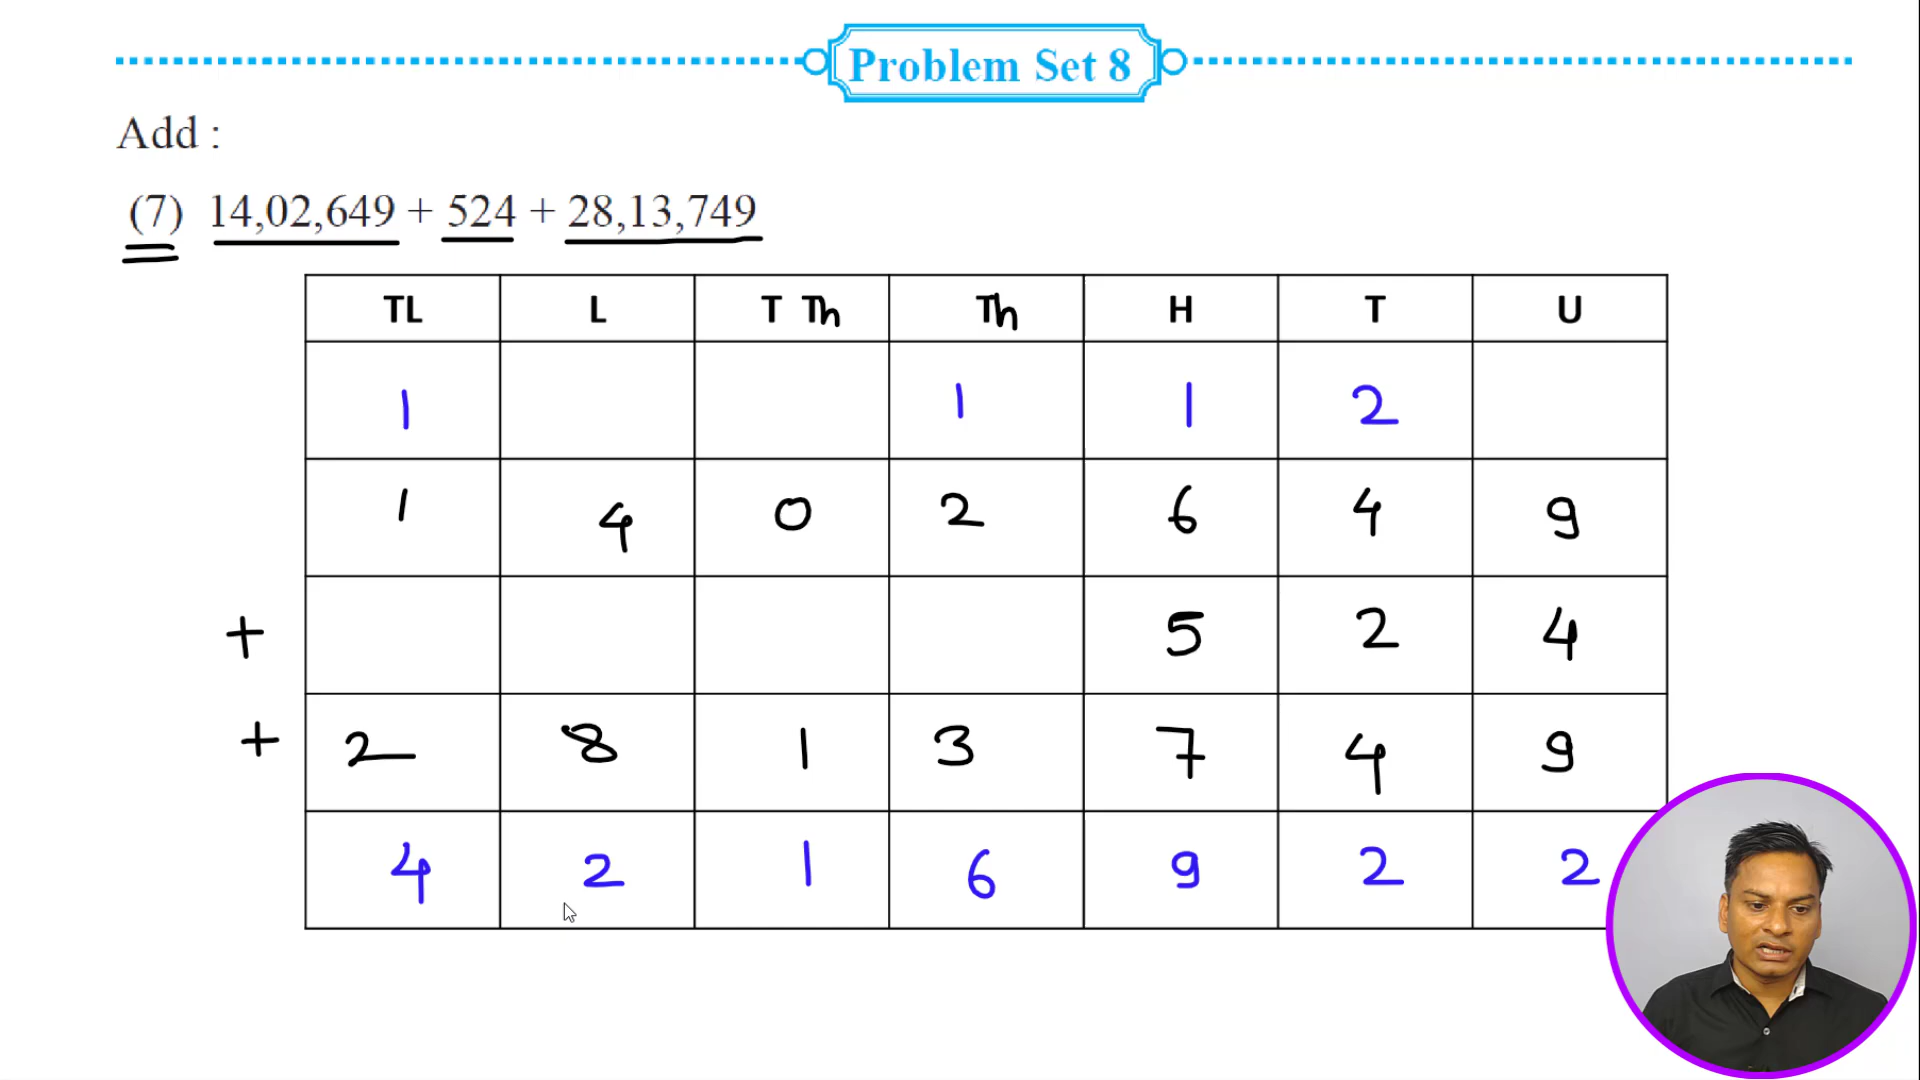 Problem Set 8
Add :
(7) 14,02,649 + 524 + 28,13,749
TL L T Th Th H T U
1 1 1 2
1 4 0 2 6 4 9
+ 5 2 4
+ 2 8 1 3 7 4 9
4 2 1 6 9 2 2